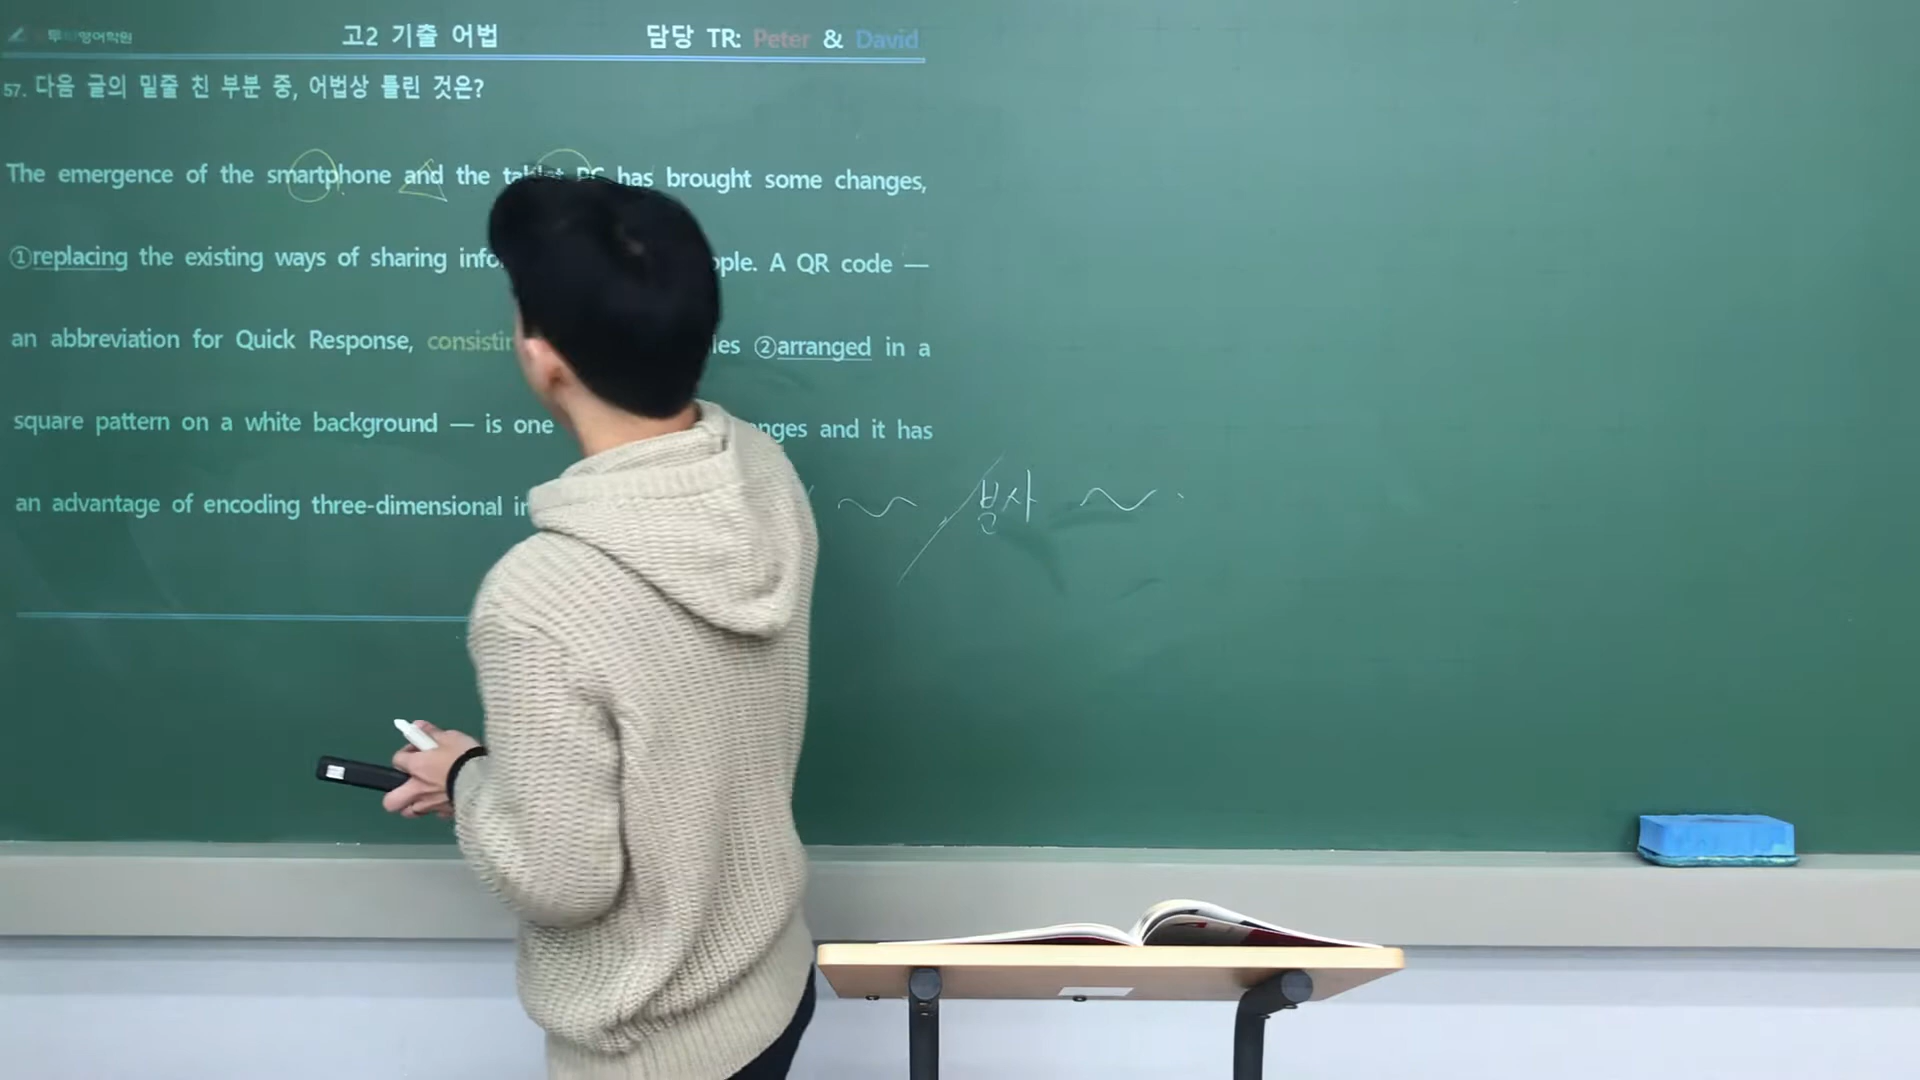 영어학원 고2 기출 어법 담당 TR: Peter & David
57. 다음 글의 밑줄 친 부분 중, 어법상 틀린 것은?
The emergence of the smartphone and the tablet PC has brought some changes,
①replacing the existing ways of sharing ople. A QR code —
an abbreviation for Quick Response, ②arranged in a
square pattern on a white background — is one and it has
an advantage of encoding three-dimensional
분사